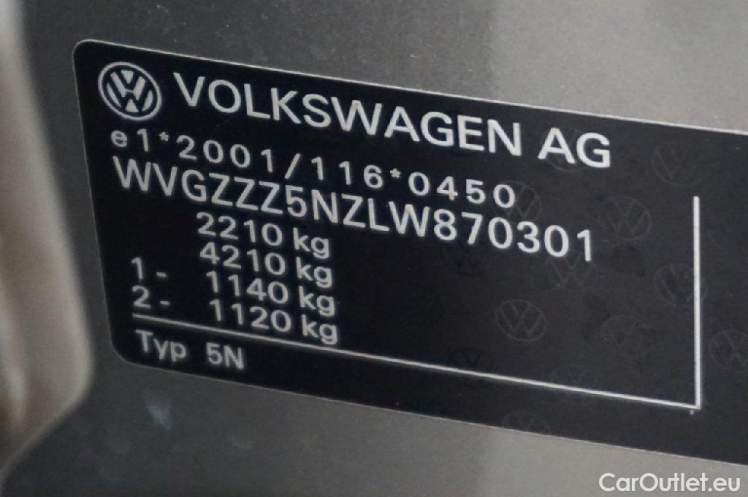 VOLKSWAGEN AG
e1*2001/116*0450
WVGZZZ5NZLW870301
2210 kg
4210 kg
1- 1140 kg
2- 1120 kg
Typ 5N
CarOutlet.eu